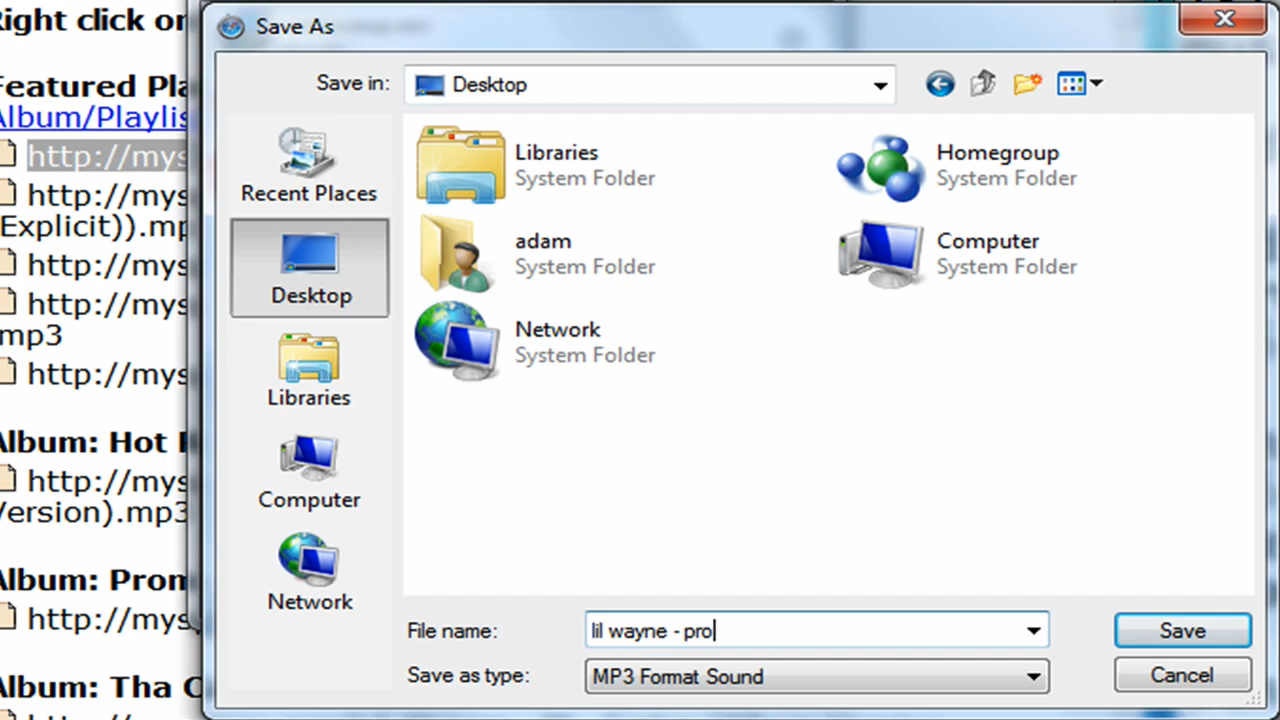 Right click on
Featured Pla
Album/Playlis
http://mys
http://mys
Explicit)).mp
http://mys
http://mys
mp3
http://mys
Album: Hot
http://mys
Version).mp3
Album: Prom
http://mys
Album: Tha C
Save As
Save in:
Desktop
Recent Places
Desktop
Libraries
Computer
Network
Libraries
System Folder
Homegroup
System Folder
adam
System Folder
Computer
System Folder
Network
System Folder
File name:
lil wayne - pro
Save
Save as type:
MP3 Format Sound
Cancel